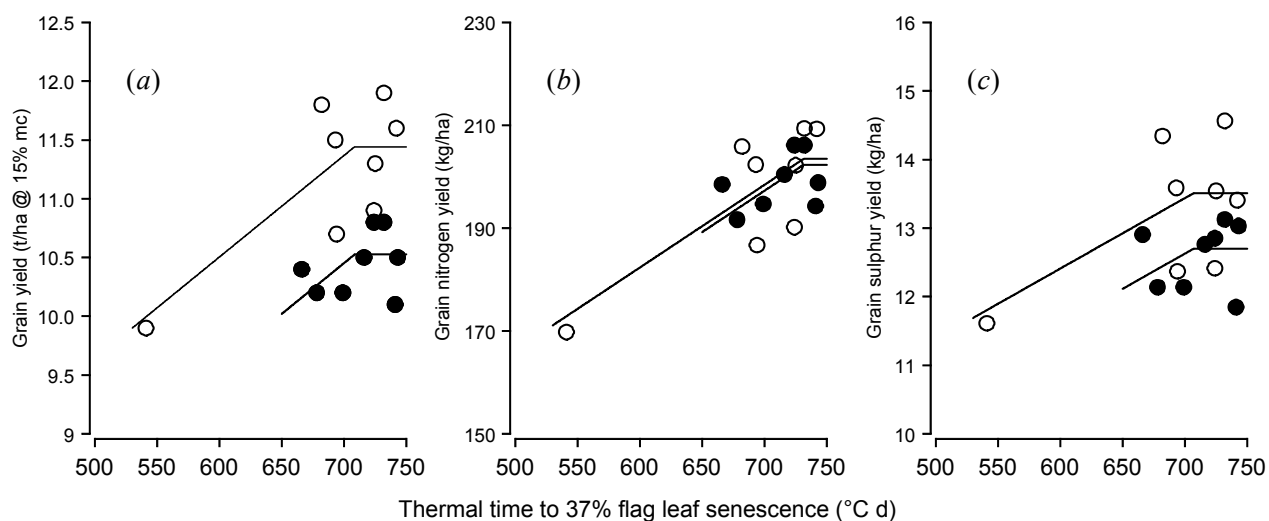 (a)
Grain yield (t/ha @ 15% mc)
12.5
12.0
11.5
11.0
10.5
10.0
9.5
9
500 550 600 650 700 750
(b)
Grain nitrogen yield (kg/ha)
230
210
190
170
150
500 550 600 650 700 750
(c)
Grain sulphur yield (kg/ha)
16
15
14
13
12
11
10
500 550 600 650 700 750
Thermal time to 37% flag leaf senescence (°C d)